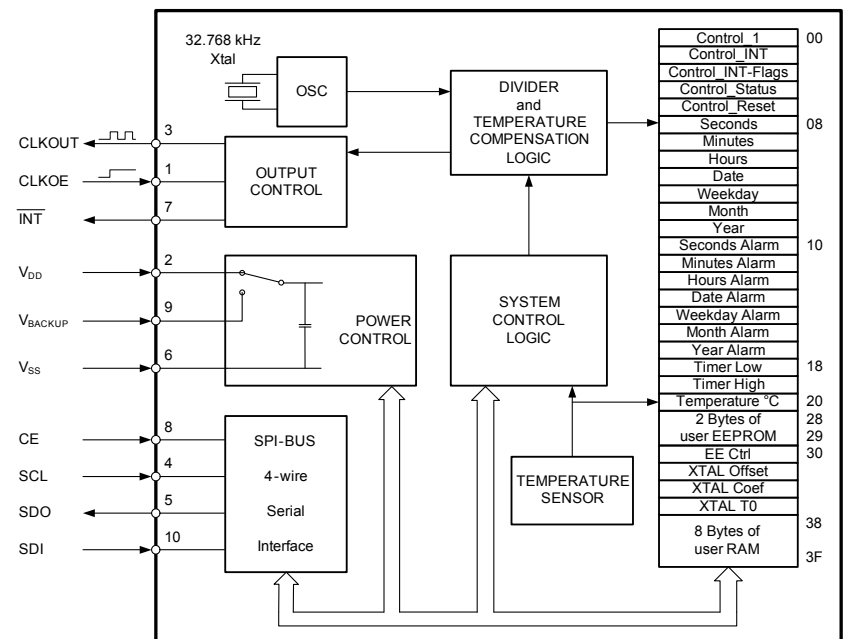 32.768 kHz
Xtal
OSC
DIVIDER
and
TEMPERATURE
COMPENSATION
LOGIC
CLKOUT
3
CLKOE
1
INT
7
OUTPUT
CONTROL
VDD
2
VBACKUP
9
VSS
6
POWER
CONTROL
SYSTEM
CONTROL
LOGIC
CE
8
SCL
4
SDO
5
SDI
10
SPI-BUS
4-wire
Serial
Interface
TEMPERATURE
SENSOR
Control_1 00
Control_INT
Control_INT-Flags
Control_Status
Control_Reset
Seconds 08
Minutes
Hours
Date
Weekday
Month
Year
Seconds Alarm 10
Minutes Alarm
Hours Alarm
Date Alarm
Weekday Alarm
Month Alarm
Year Alarm
Timer Low 18
Timer High
Temperature °C 20
2 Bytes of 28
user EEPROM 29
EE Ctrl 30
XTAL Offset
XTAL Coef
XTAL T0
38
8 Bytes of
user RAM
3F